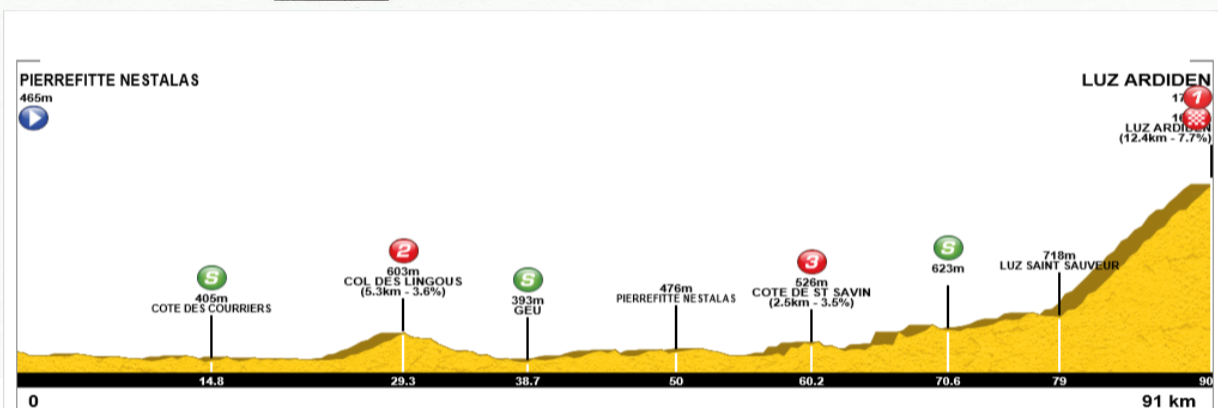 PIERREFITTE NESTALAS
465m
LUZ ARDIDEN
1
LUZ ARDIDEN
(12.4km - 7.7%)
S
405m
COTE DES COURRIERS
2
603m
COL DES LINGOUS
(5.3km - 3.6%)
S
393m
GEU
476m
PIERREFITTE NESTALAS
3
526m
COTE DE ST SAVIN
(2.5km - 3.5%)
S
623m
718m
LUZ SAINT SAUVEUR
14.8 29.3 38.7 50 60.2 70.6 79 90
0 91 km